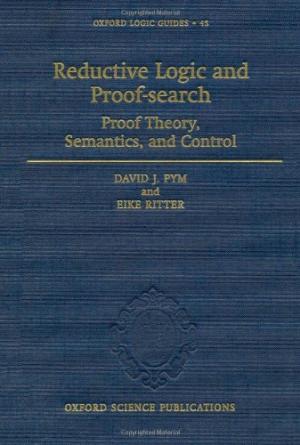 OXFORD LOGIC GUIDES • 45
Reductive Logic and
Proof-search
Proof Theory,
Semantics, and Control
DAVID J. PYM
and
EIKE RITTER
OXFORD SCIENCE PUBLICATIONS